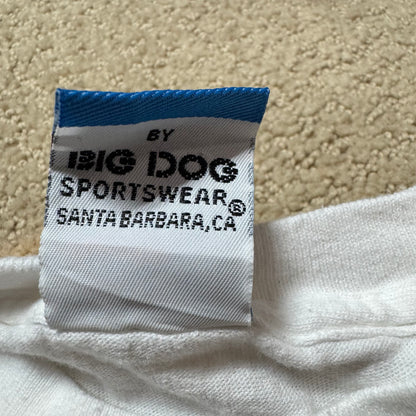 BY
BIG DOG
SPORTSWEAR®
SANTA BARBARA, CA